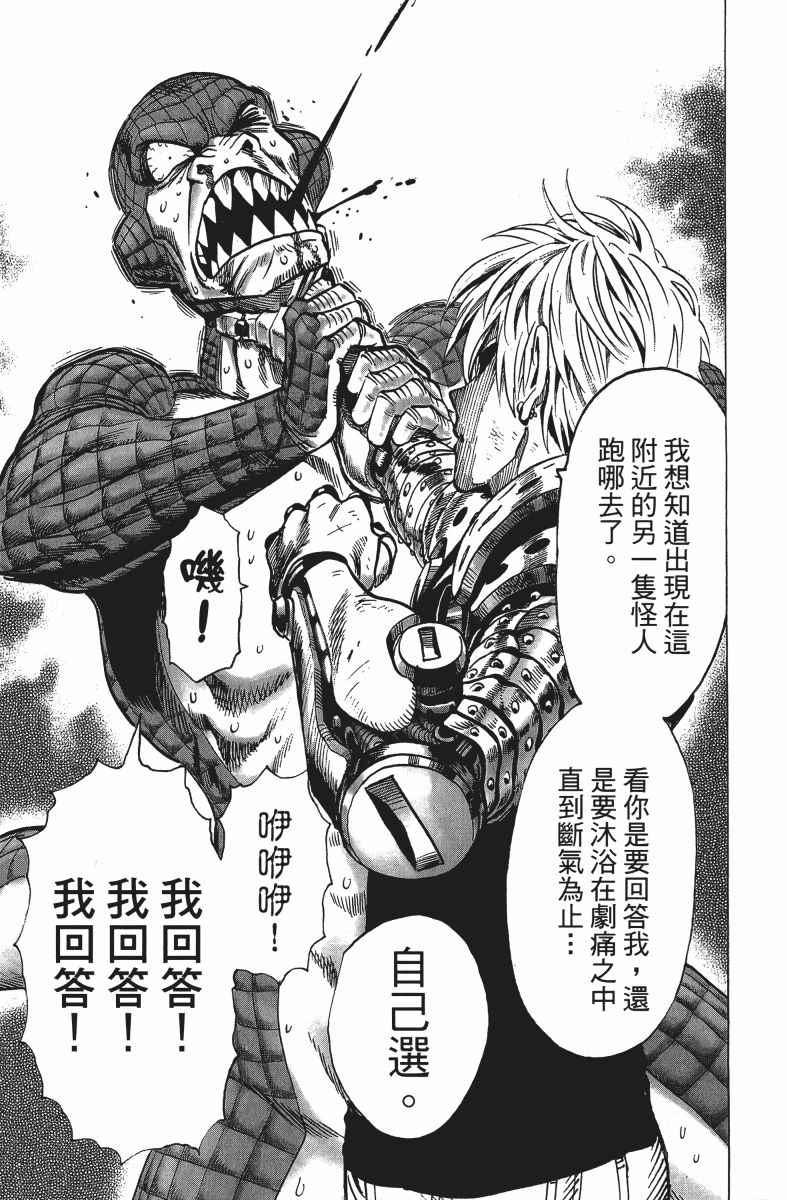 我想知道出現在這
附近的另一隻怪人
跑哪去了。
看你是要回答我，還
是要沐浴在劇痛之中
直到斷氣為止…
自己選。
嘰！
咿咿咿！
我回答！
我回答！
我回答！